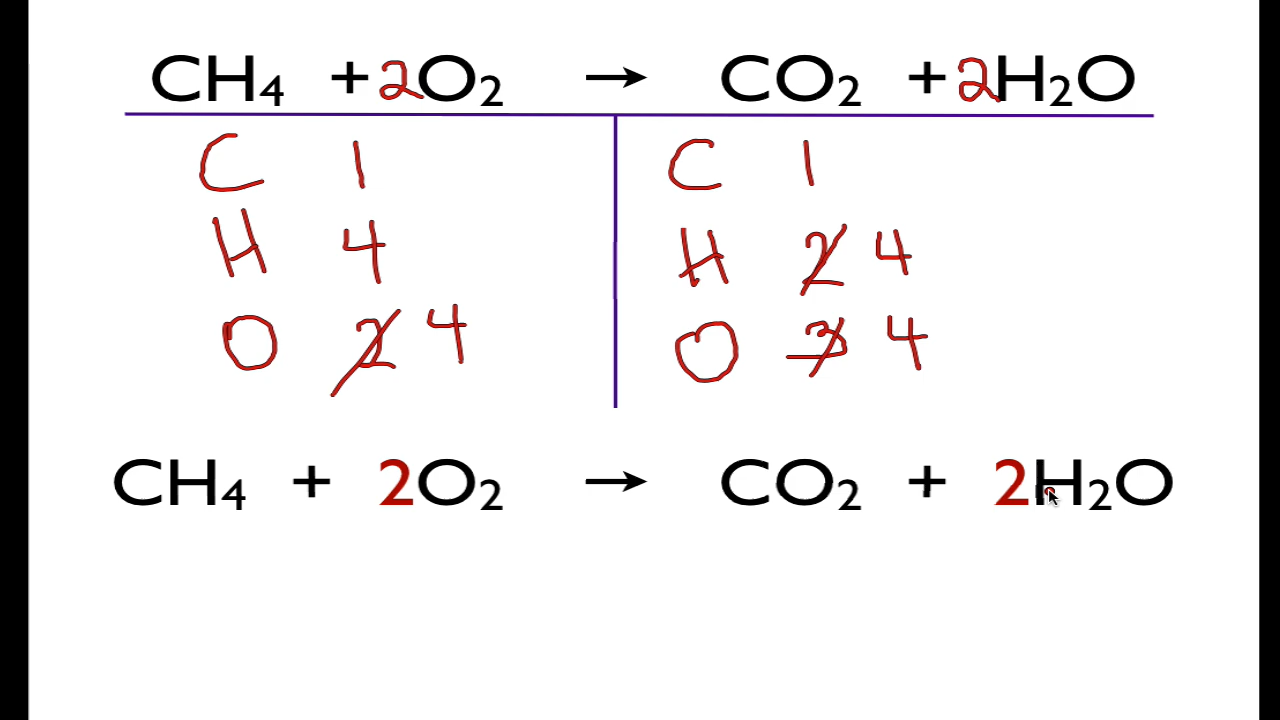 CH₄ + 2O₂ → CO₂ + 2H₂O
C 1 C 1
H 4 H 2 4
O 2 4 O 3 4
CH₄ + 2O₂ → CO₂ + 2H₂O